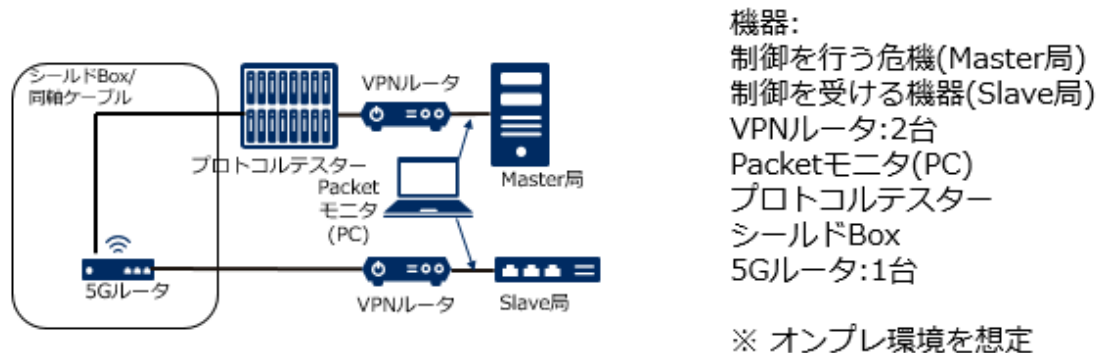 シールドBox/
同軸ケーブル
VPNルータ
プロトコルテスター
Packet
モニタ
(PC)
Master局
5Gルータ
VPNルータ
Slave局
機器:
制御を行う危機(Master局)
制御を受ける機器(Slave局)
VPNルータ:2台
Packetモニタ(PC)
プロトコルテスター
シールドBox
5Gルータ:1台
※ オンプレ環境を想定